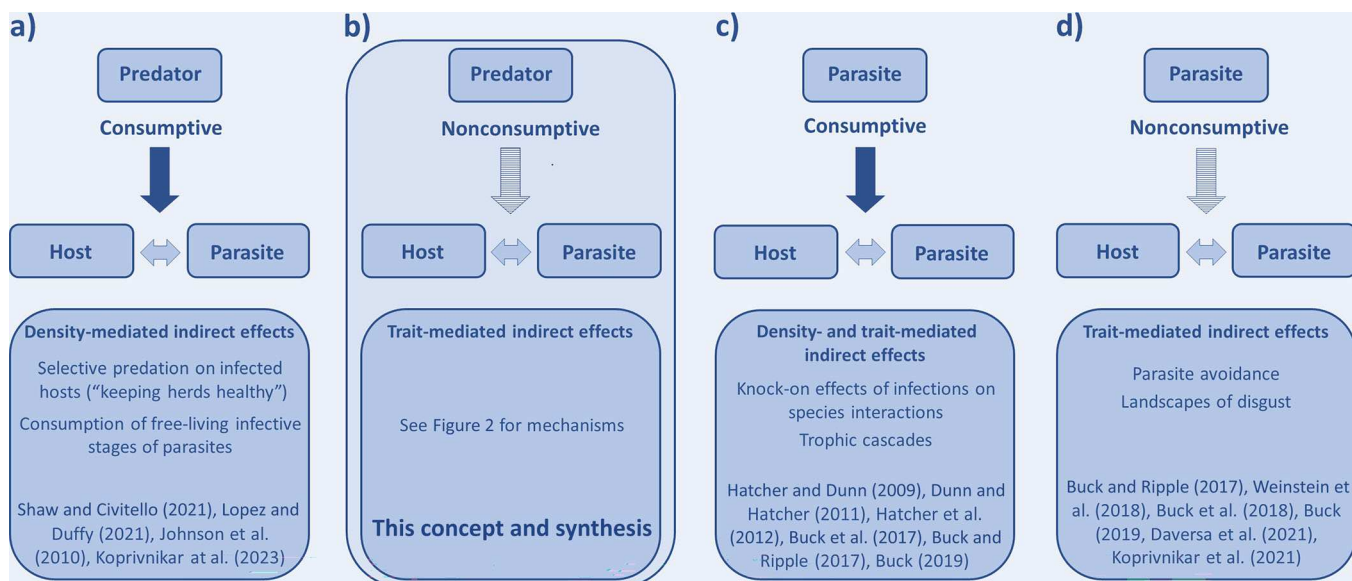 a)
Predator
Consumptive
Host
Parasite
Density-mediated indirect effects
Selective predation on infected
hosts (“keeping herds healthy”)
Consumption of free-living infective
stages of parasites
Shaw and Civitello (2021), Lopez and
Duffy (2021), Johnson et al.
(2010), Koprivnikar at al. (2023)
b)
Predator
Nonconsumptive
Host
Parasite
Trait-mediated indirect effects
See Figure 2 for mechanisms
This concept and synthesis
c)
Parasite
Consumptive
Host
Parasite
Density- and trait-mediated
indirect effects
Knock-on effects of infections on
species interactions
Trophic cascades
Hatcher and Dunn (2009), Dunn and
Hatcher (2011), Hatcher et al.
(2012), Buck et al. (2017), Buck and
Ripple (2017), Buck (2019)
d)
Parasite
Nonconsumptive
Host
Parasite
Trait-mediated indirect effects
Parasite avoidance
Landscapes of disgust
Buck and Ripple (2017), Weinstein et
al. (2018), Buck et al. (2018), Buck
(2019, Daversa et al. (2021),
Koprivnikar et al. (2021)